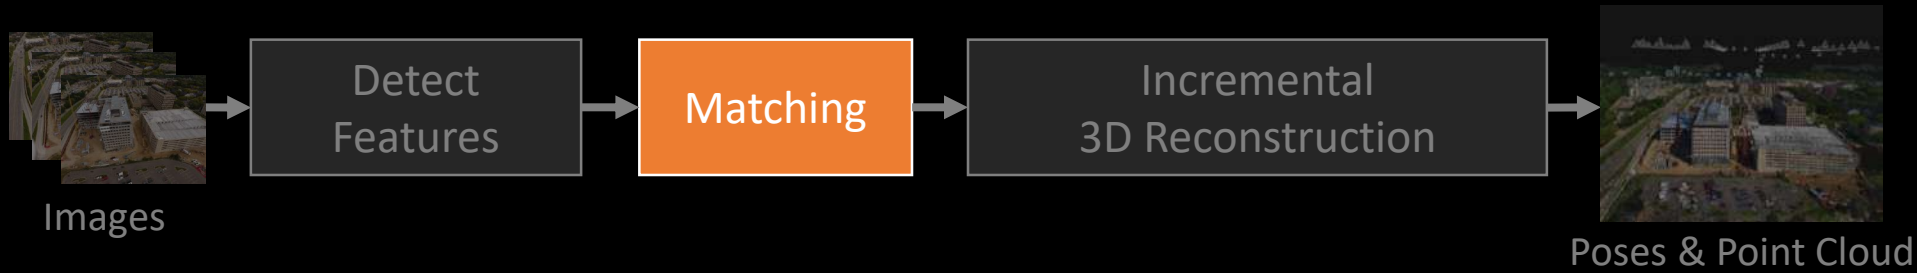 Images
Detect
Features
Matching
Incremental
3D Reconstruction
Poses & Point Cloud